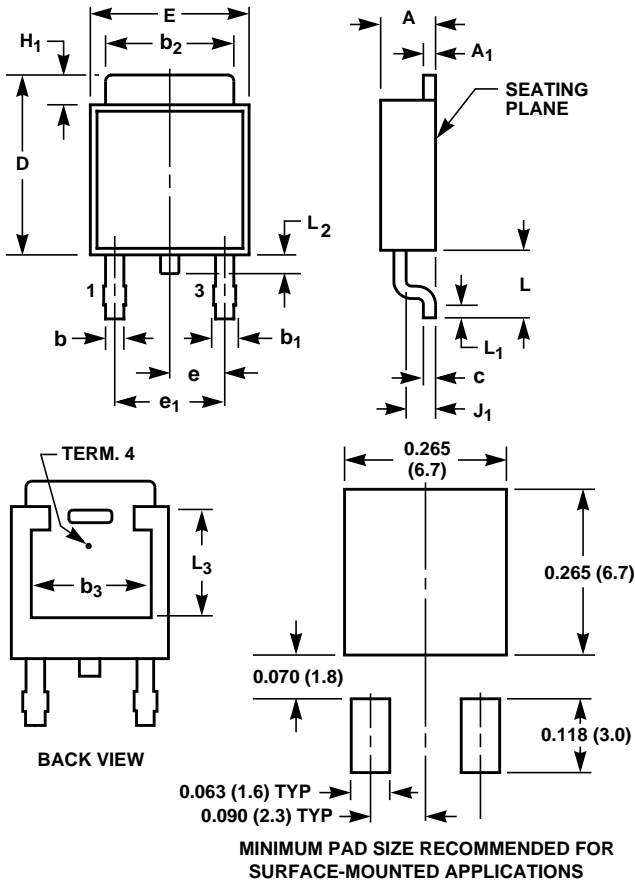 E
b2
H1
D
L2
1
3
b
b1
e
e1
A
A1
SEATING
PLANE
L
L1
c
J1
TERM. 4
b3
L3
BACK VIEW
0.265
(6.7)
0.265 (6.7)
0.070 (1.8)
0.118 (3.0)
0.063 (1.6) TYP
0.090 (2.3) TYP
MINIMUM PAD SIZE RECOMMENDED FOR
SURFACE-MOUNTED APPLICATIONS